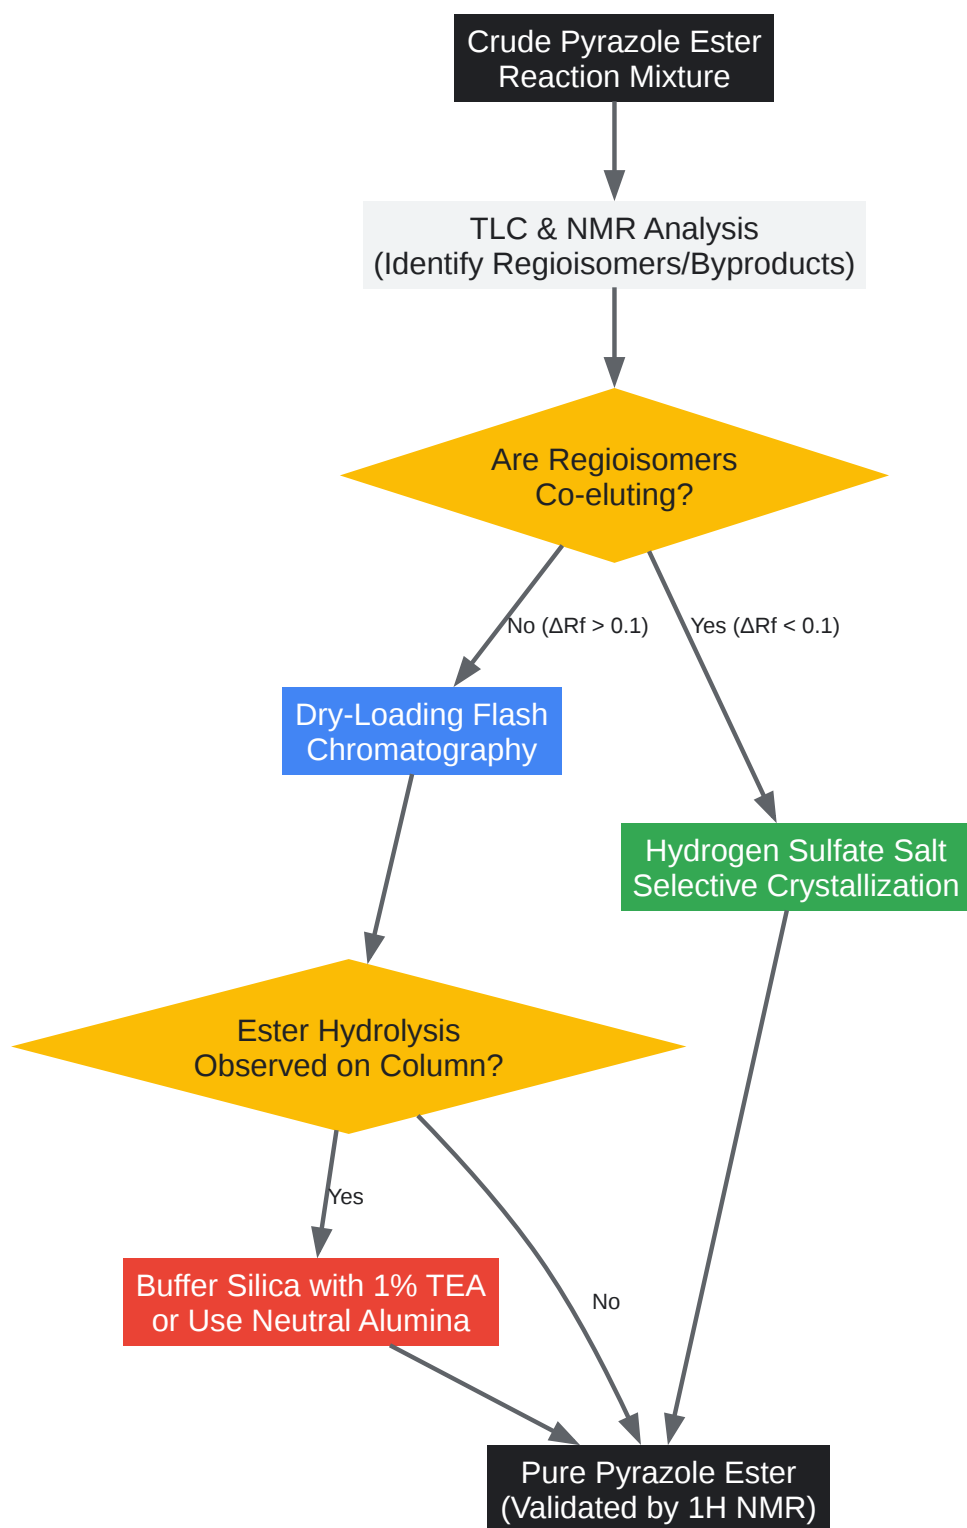 Crude Pyrazole Ester
Reaction Mixture
TLC & NMR Analysis
(Identify Regioisomers/Byproducts)
Are Regioisomers
Co-eluting?
No (ΔRf > 0.1)
Yes (ΔRf < 0.1)
Dry-Loading Flash
Chromatography
Hydrogen Sulfate Salt
Selective Crystallization
Ester Hydrolysis
Observed on Column?
Yes
Buffer Silica with 1% TEA
or Use Neutral Alumina
No
Pure Pyrazole Ester
(Validated by 1H NMR)